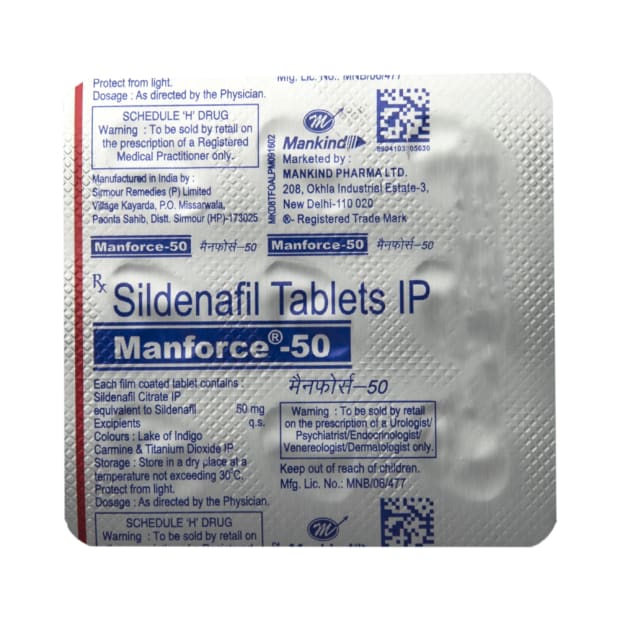 Protect from light.
Dosage : As directed by the Physician.
SCHEDULE 'H' DRUG
Warning : To be sold by retail on
the prescription of a Registered
Medical Practitioner only.
Manufactured in India by :
Sirmour Remedies (P) Limited
Village Kayarda, P.O. Missarwala,
Paonta Sahib, Distt. Sirmour (HP)-173025
Mfg. Lic. No.: MNB/06/477
Mankind
8904103 05630
MKD8TFOALPM091602
Marketed by :
MANKIND PHARMA LTD.
208, Okhla Industrial Estate-3,
New Delhi-110 020
®- Registered Trade Mark
Manforce-50 मैनफोर्स-50 Manforce-50 मैनफोर्स-50
Rx Sildenafil Tablets IP
Manforce®-50
मैनफोर्स-50
Each film coated tablet contains :
Sildenafil Citrate IP
equivalent to Sildenafil 50 mg
Excipients q.s.
Colours : Lake of Indigo
Carmine & Titanium Dioxide IP
Storage : Store in a dry place at a
temperature not exceeding 30°C.
Protect from light.
Dosage : As directed by the Physician.
Warning : To be sold by retail
on the prescription of a Urologist/
Psychiatrist/Endocrinologist/
Venereologist/Dermatologist only.
Keep out of reach of children.
Mfg. Lic. No.: MNB/06/477
SCHEDULE 'H' DRUG
Warning : To be sold by retail on